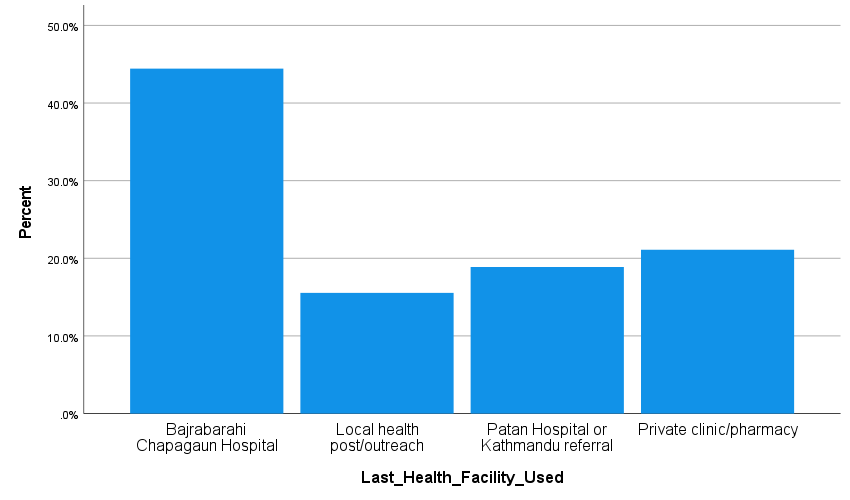 50.0%
40.0%
30.0%
20.0%
10.0%
.0%
Percent
Bajrabarahi
Chapagaun Hospital
Local health
post/outreach
Patan Hospital or
Kathmandu referral
Private clinic/pharmacy
Last_Health_Facility_Used